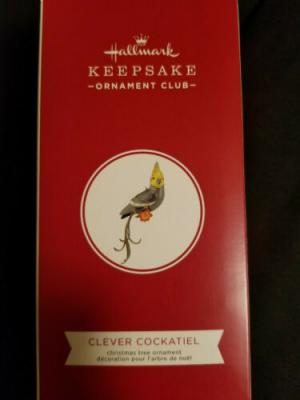 Hallmark
KEEPSAKE
—ORNAMENT CLUB—
CLEVER COCKATIEL
christmas tree ornament
décoration pour l'arbre de noël